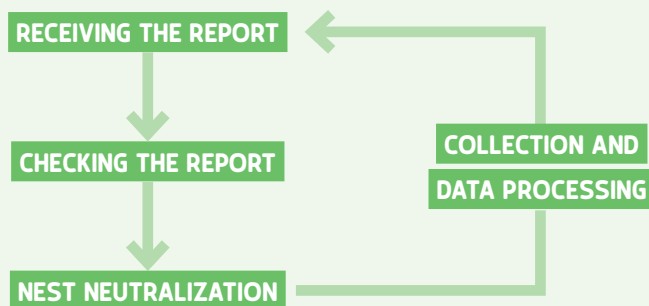 RECEIVING THE REPORT
CHECKING THE REPORT
NEST NEUTRALIZATION
COLLECTION AND
DATA PROCESSING